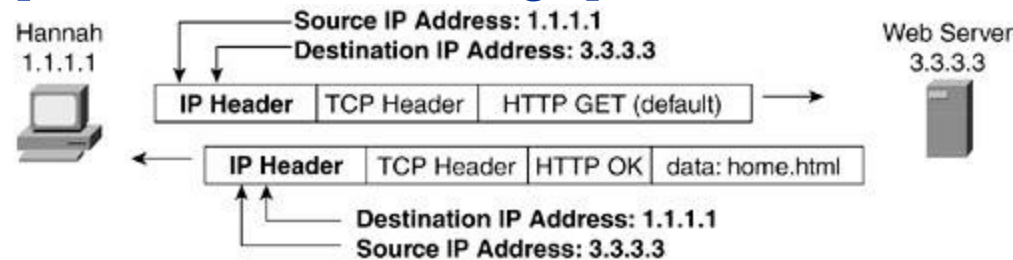 Source IP Address: 1.1.1.1
Destination IP Address: 3.3.3.3
Hannah
1.1.1.1
Web Server
3.3.3.3
IP Header TCP Header HTTP GET (default)
IP Header TCP Header HTTP OK data: home.html
Destination IP Address: 1.1.1.1
Source IP Address: 3.3.3.3